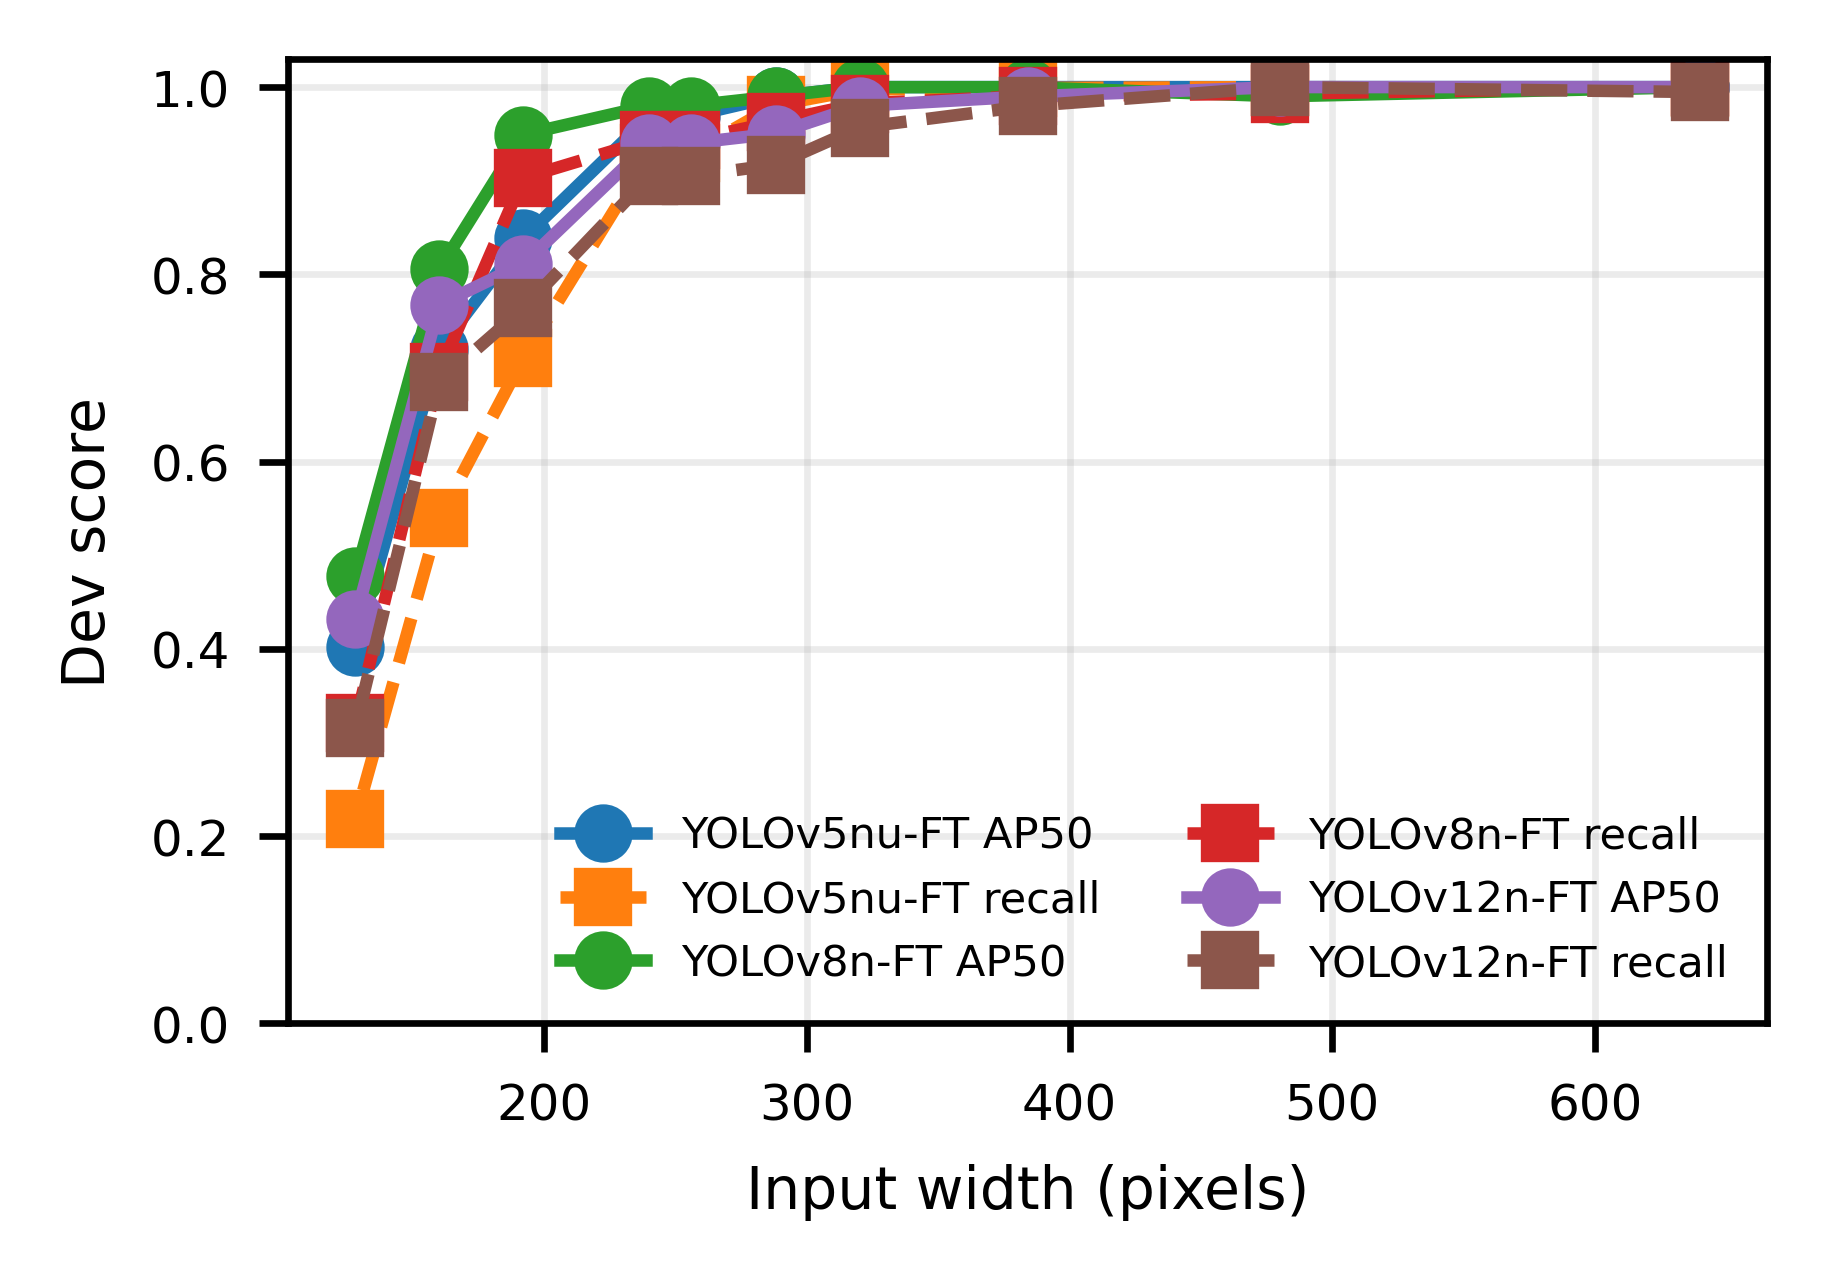 1.0
0.8
0.6
0.4
0.2
0.0
Dev score
YOLOv5nu-FT AP50
YOLOv5nu-FT recall
YOLOv8n-FT AP50
YOLOv8n-FT recall
YOLOv12n-FT AP50
YOLOv12n-FT recall
200 300 400 500 600
Input width (pixels)